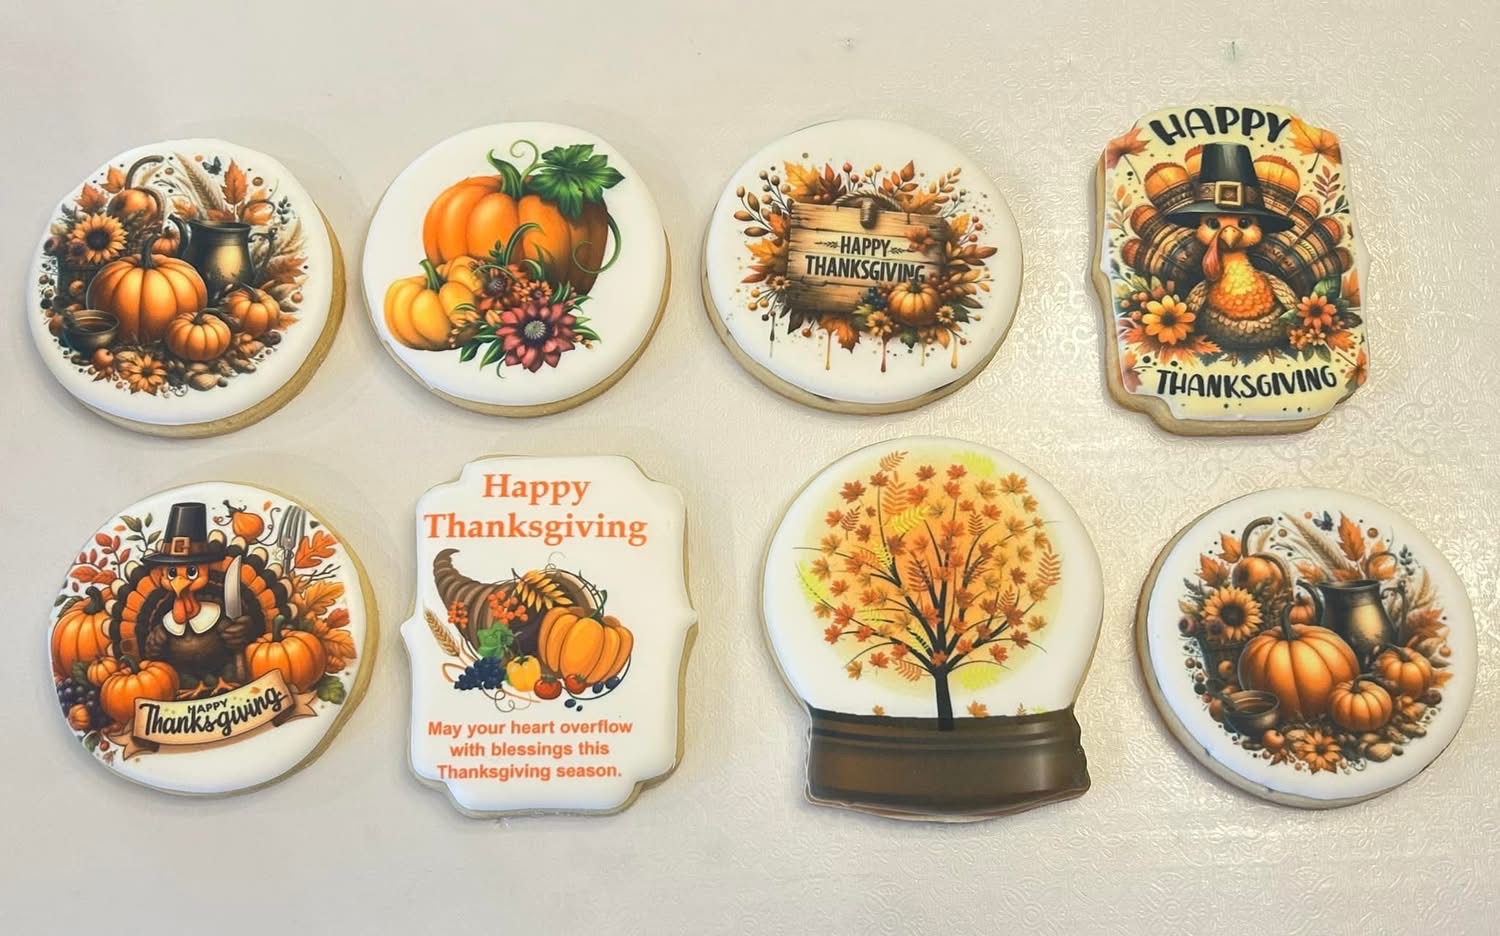 HAPPY
THANKSGIVING
HAPPY
THANKSGIVING
HAPPY
Thanksgiving
Happy
Thanksgiving
May your heart overflow
with blessings this
Thanksgiving season.